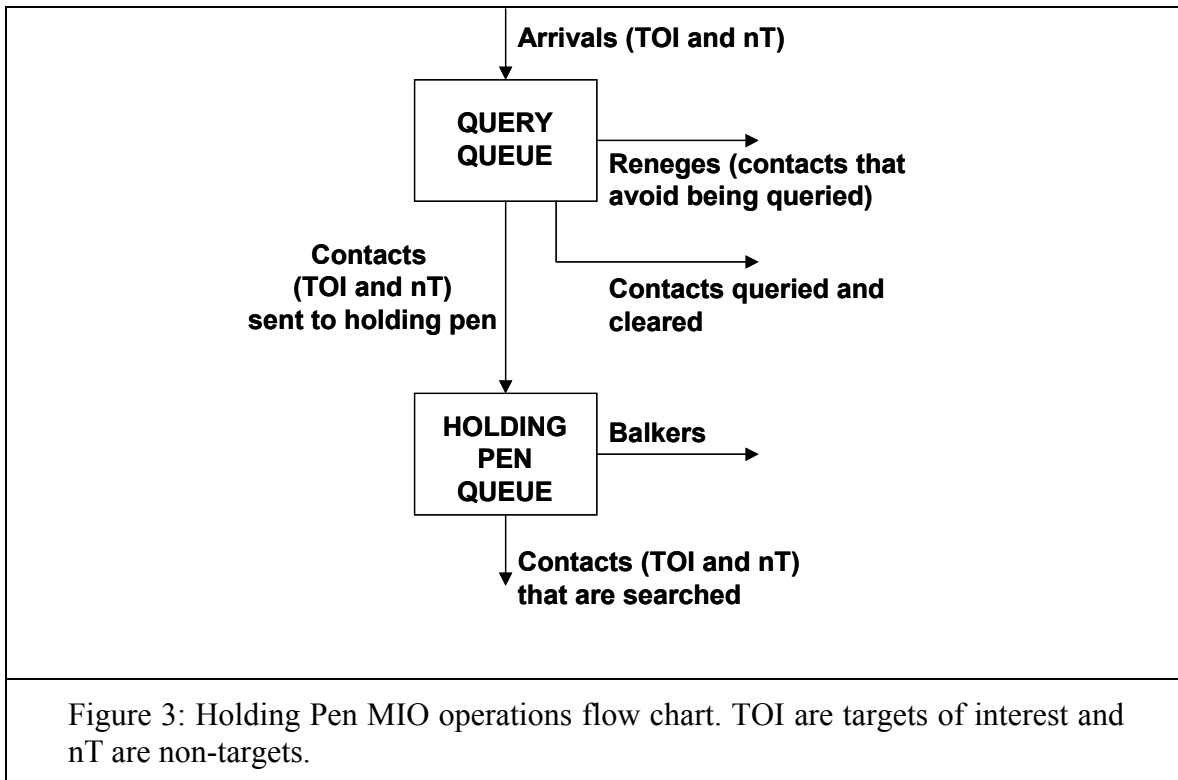 Arrivals (TOI and nT)
QUERY
QUEUE
Reneges (contacts that
avoid being queried)
Contacts
(TOI and nT)
sent to holding pen
Contacts queried and
cleared
HOLDING
PEN
QUEUE
Balkers
Contacts (TOI and nT)
that are searched
Figure 3: Holding Pen MIO operations flow chart. TOI are targets of interest and
nT are non-targets.